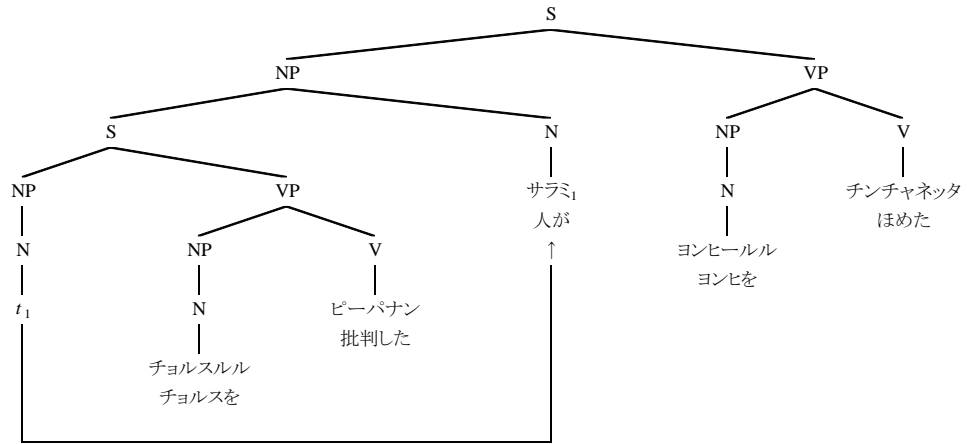 S
NP VP
S N NP V
NP VP サラミ₁ N チンチャネッタ
人が ほめた
N NP V ↑ ヨンヒールル
ヨンヒを
t₁ N ピーパナン
批判した
チョルスルル
チョルスを